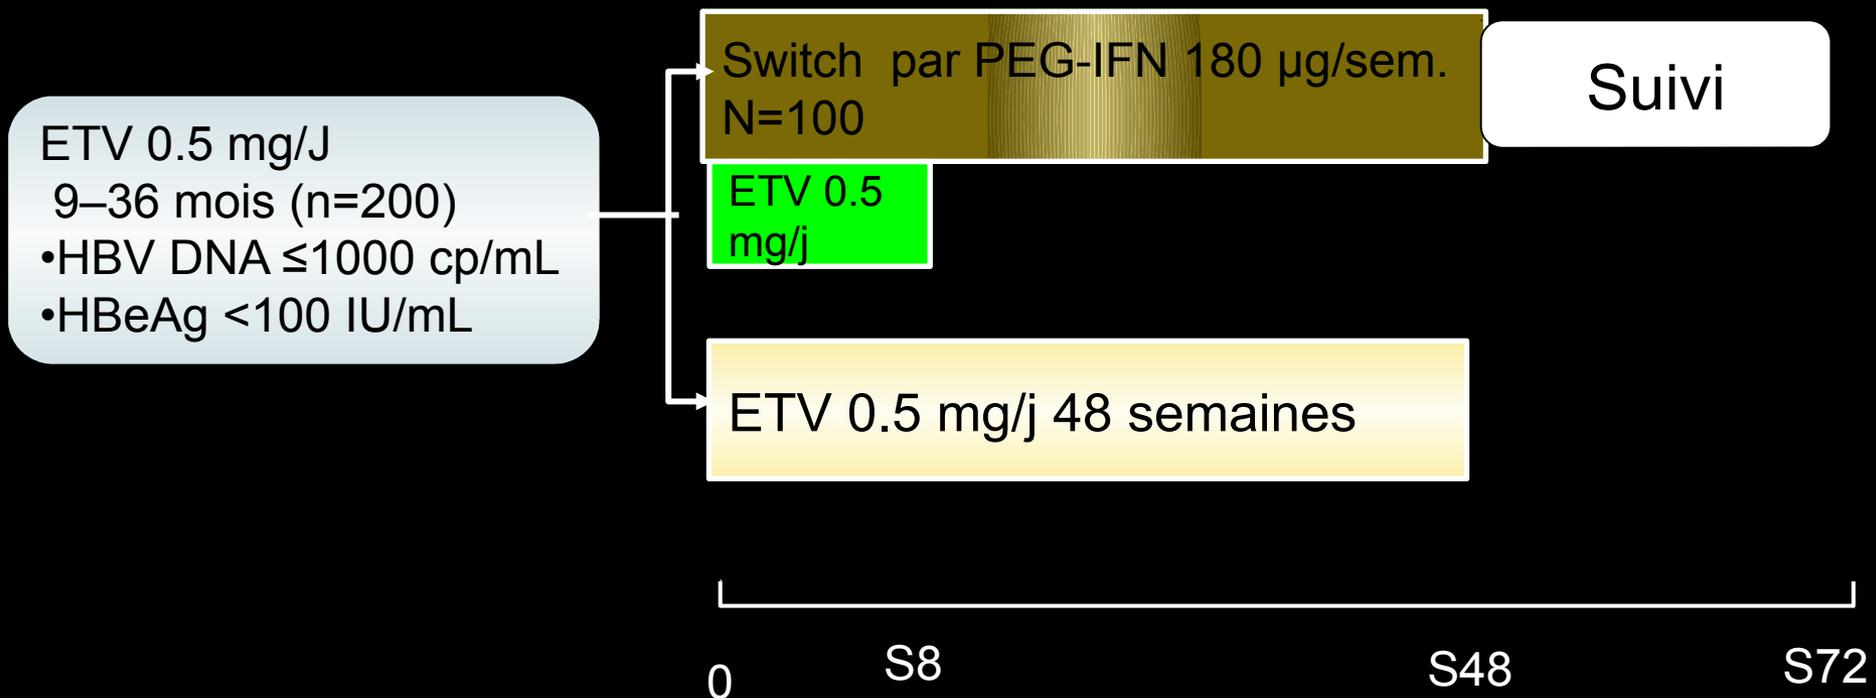 Switch par PEG-IFN 180 µg/sem.
N=100
Suivi
ETV 0.5 mg/J
9–36 mois (n=200)
•HBV DNA ≤1000 cp/mL
•HBeAg <100 IU/mL
ETV 0.5
mg/j
ETV 0.5 mg/j 48 semaines
0
S8
S48
S72